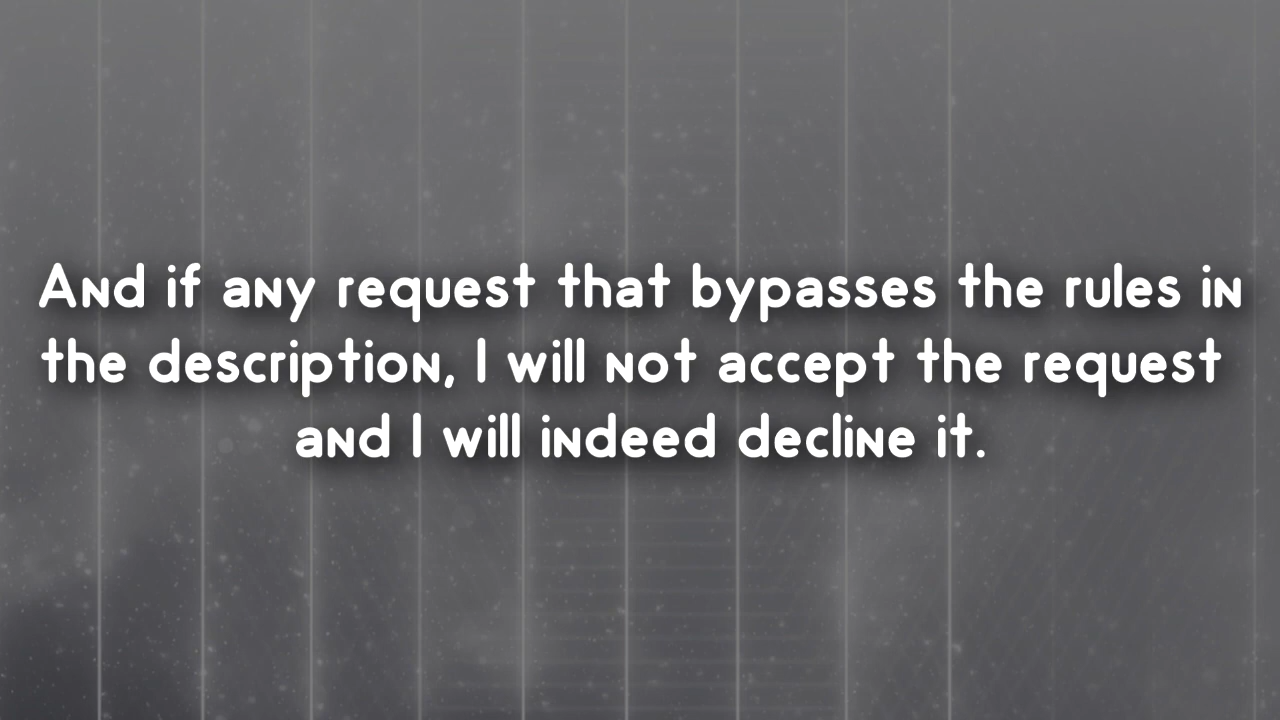 And if any request that bypasses the rules in
the description, I will not accept the request
and I will indeed decline it.